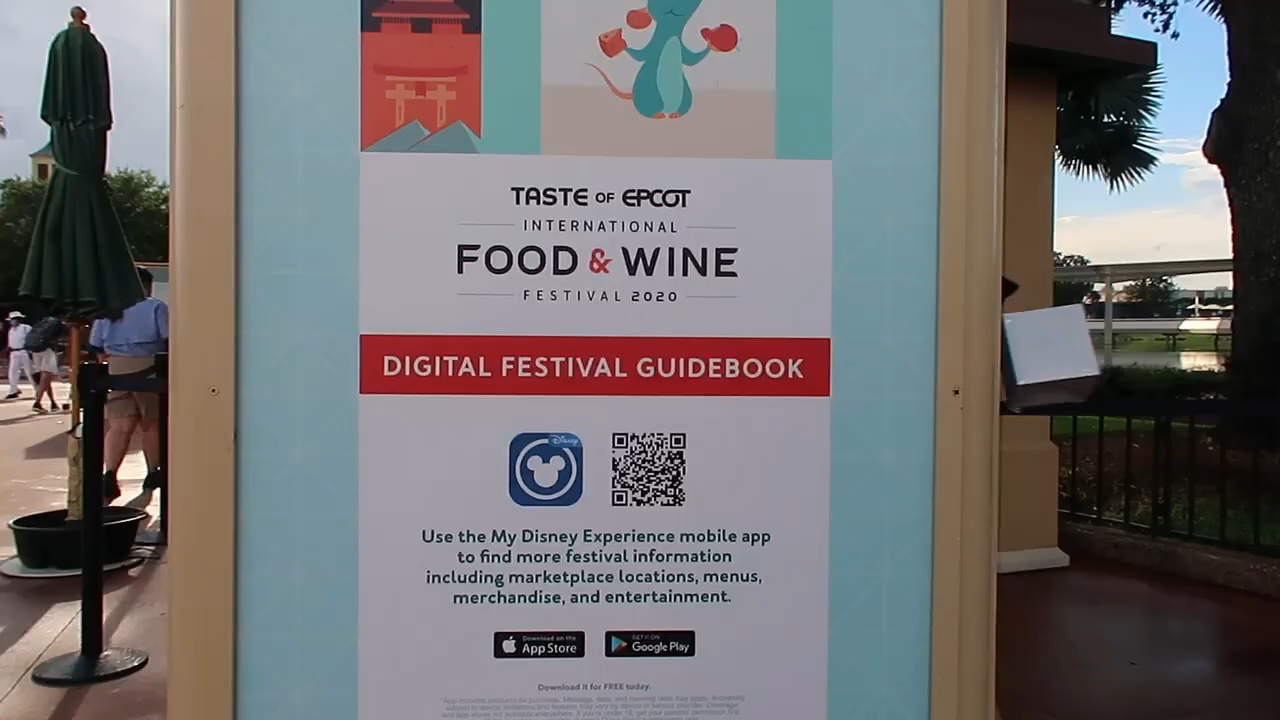 TASTE OF EPCOT
INTERNATIONAL
FOOD & WINE
FESTIVAL 2020
DIGITAL FESTIVAL GUIDEBOOK
Disney
Use the My Disney Experience mobile app
to find more festival information
including marketplace locations, menus,
merchandise, and entertainment.
Download on the
App Store
GET IT ON
Google Play
Download it for FREE today.